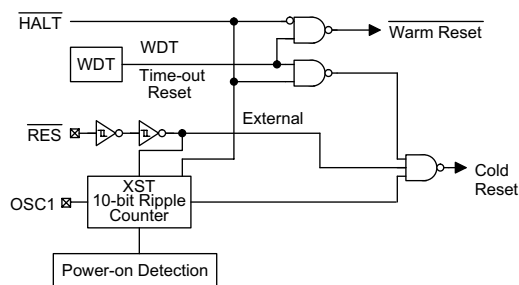 HALT
Warm Reset
WDT
WDT
Time-out
Reset
RES
External
Cold
Reset
OSC1
XST
10-bit Ripple
Counter
Power-on Detection